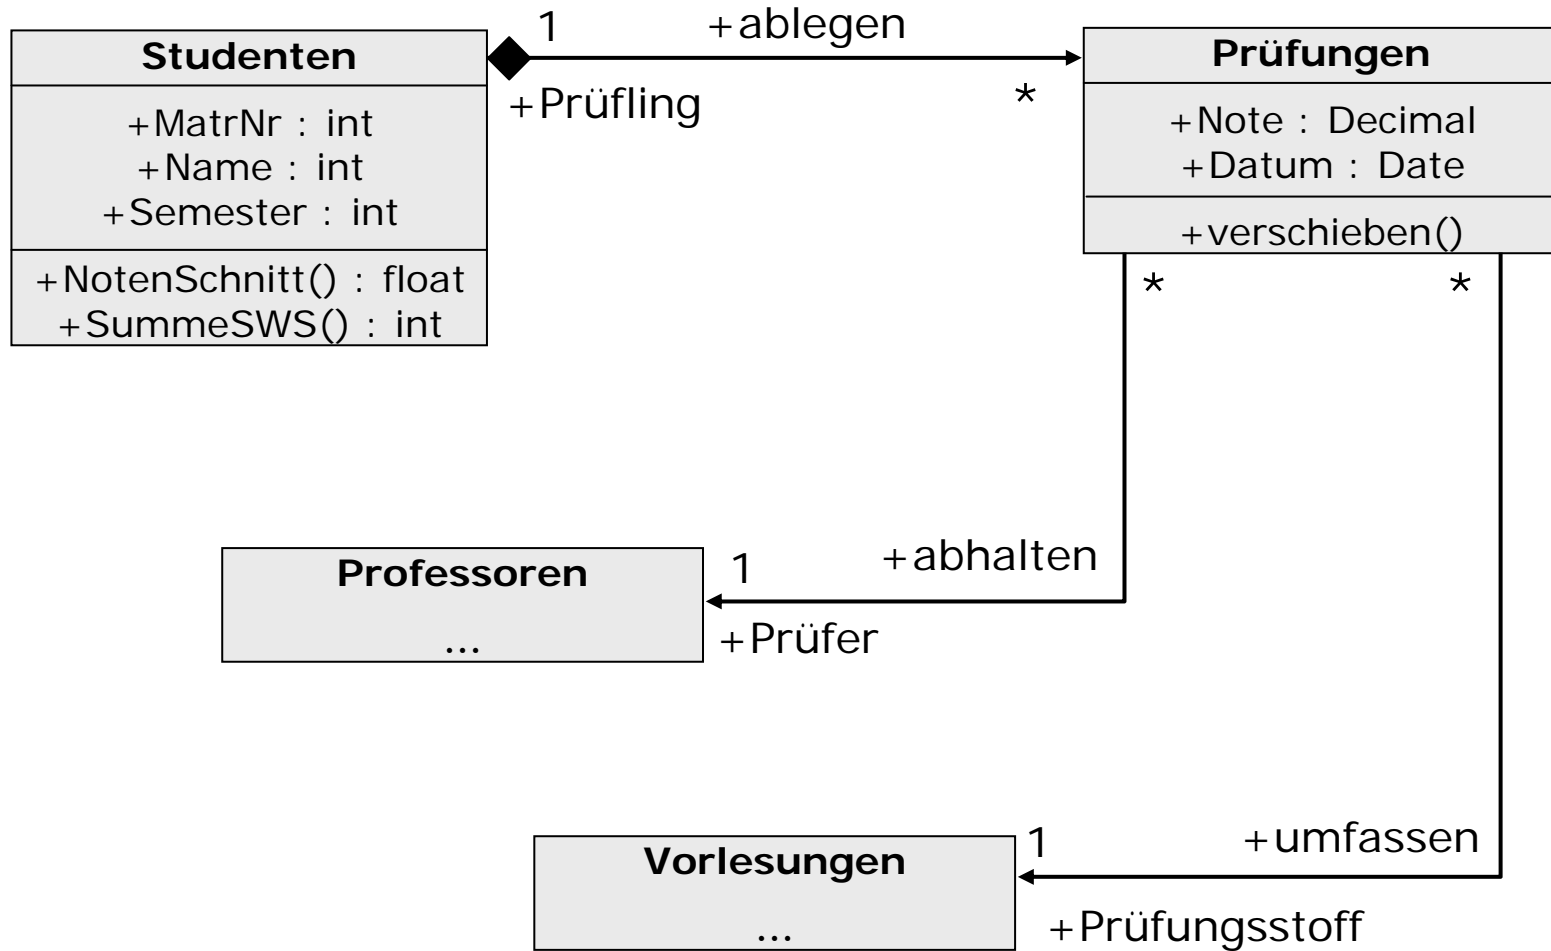 Studenten
+MatrNr : int
+Name : int
+Semester : int
+NotenSchnitt() : float
+SummeSWS() : int
1
+ablegen
+Prüfling
*
Prüfungen
+Note : Decimal
+Datum : Date
+verschieben()
*
*
Professoren
...
1
+abhalten
+Prüfer
Vorlesungen
...
1
+umfassen
+Prüfungsstoff